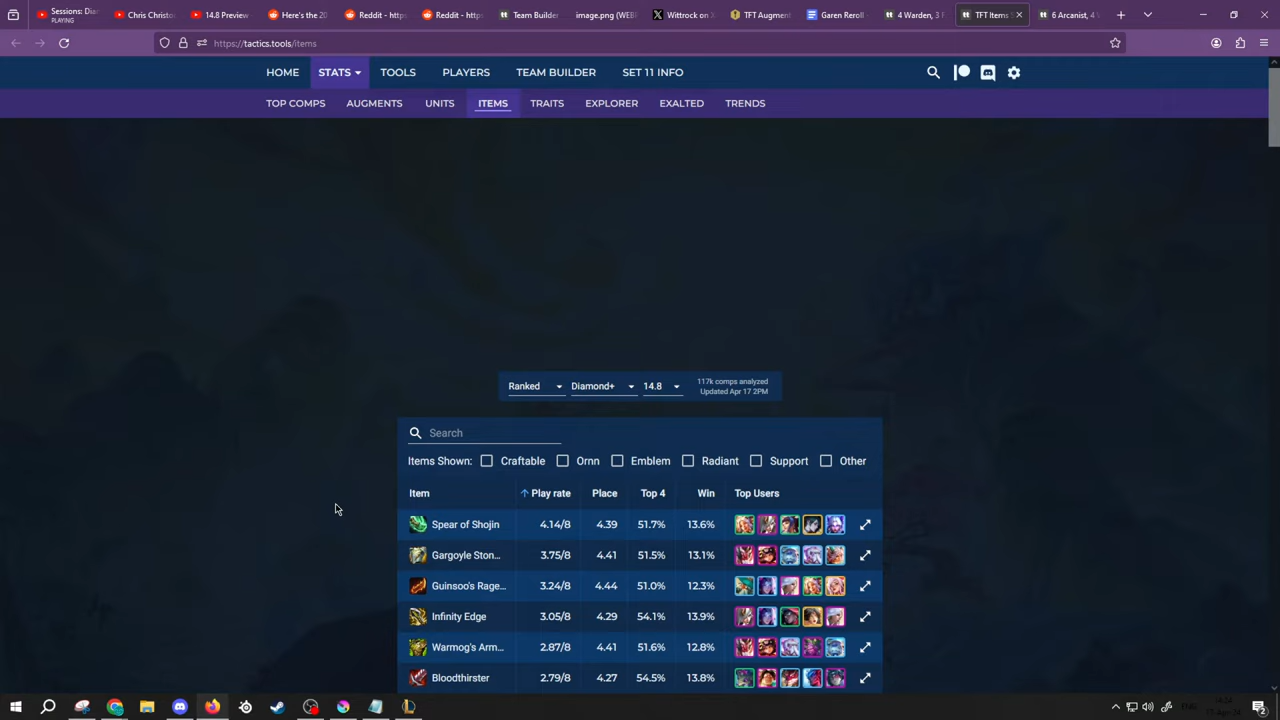 Sessions: Dia
PLAYING
Chris Christo
14.8 Preview
Here's the 20
Reddit - https
Reddit - https
Team Builder
image.png (WEB
Wittrock on
TFT Augment
Garen Reroll
4 Warden, 3
TFT Items
6 Arcanist, 4
https://tactics.tools/items
HOME
STATS
TOOLS
PLAYERS
TEAM BUILDER
SET 11 INFO
TOP COMPS
AUGMENTS
UNITS
ITEMS
TRAITS
EXPLORER
EXALTED
TRENDS
Ranked
Diamond+
14.8
117k comps analyzed
Updated Apr 17 2PM
Search
Items Shown: Craftable Ornn Emblem Radiant Support Other
Item Play rate Place Top 4 Win Top Users
Spear of Shojin 4.14/8 4.39 51.7% 13.6%
Gargoyle Ston... 3.75/8 4.41 51.5% 13.1%
Guinsoo's Rage... 3.24/8 4.44 51.0% 12.3%
Infinity Edge 3.05/8 4.29 54.1% 13.9%
Warmog's Arm... 2.87/8 4.41 51.6% 12.8%
Bloodthirster 2.79/8 4.27 54.5% 13.8%